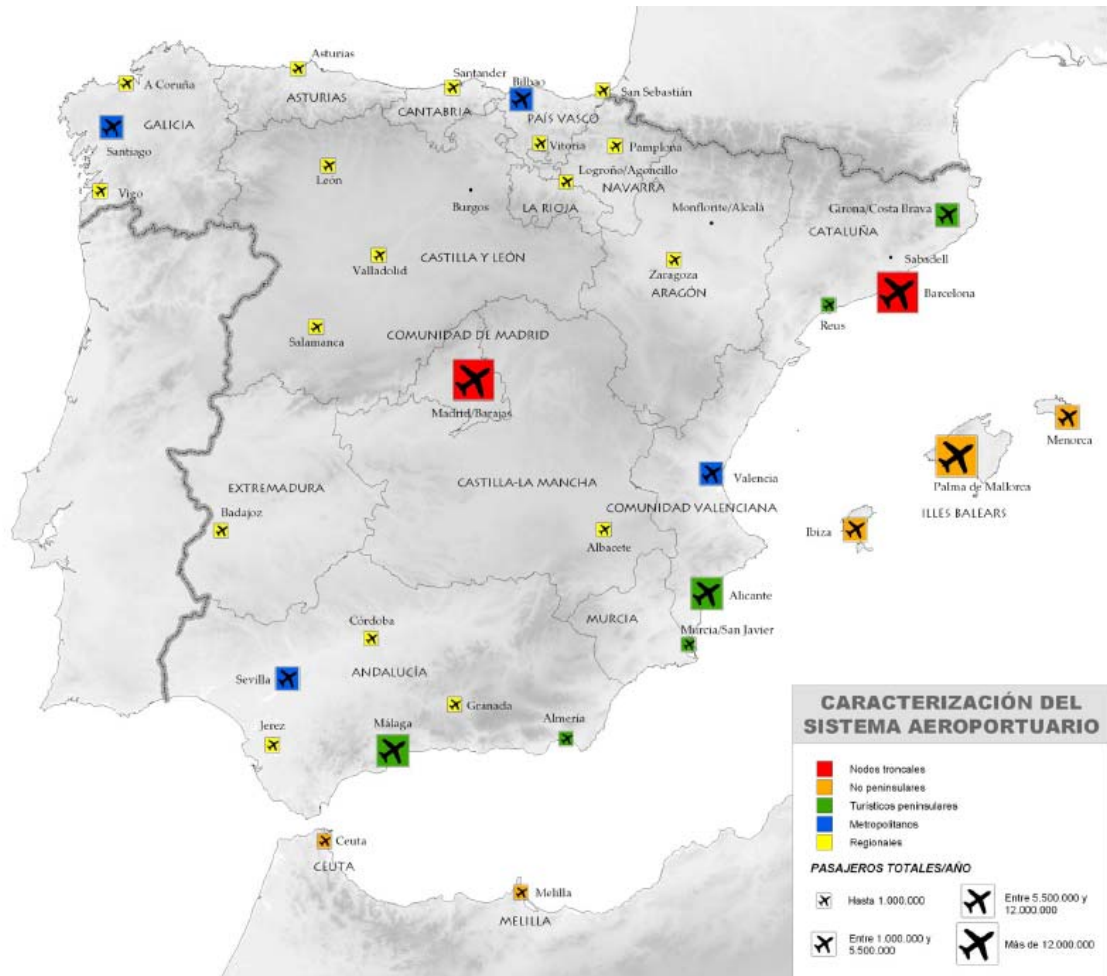 Asturias
Santander
Bilbao
A Coruña
ASTURIAS
CANTABRIA
San Sebastián
GALICIA
PAÍS VASCO
Santiago
Vitoria
Pamplona
León
Logroño/Agoncillo
NAVARRA
Vigo
Burgos
LA RIOJA
Monflorite/Alcalá
Girona/Costa Brava
CATALUÑA
Valladolid
CASTILLA Y LEÓN
Zaragoza
ARAGÓN
Sabadell
Barcelona
Reus
Salamanca
COMUNIDAD DE MADRID
Madrid/Barajas
Menorca
Valencia
Palma de Mallorca
EXTREMADURA
CASTILLA-LA MANCHA
COMUNIDAD VALENCIANA
ILLES BALEARS
Badajoz
Albacete
Ibiza
Alicante
Córdoba
MURCIA
Murcia/San Javier
ANDALUCÍA
Sevilla
Granada
Jerez
Málaga
Almería
Ceuta
CEUTA
Melilla
MELILLA
CARACTERIZACIÓN DEL
SISTEMA AEROPORTUARIO
Nodos troncales
No peninsulares
Turísticos peninsulares
Metropolitanos
Regionales
PASAJEROS TOTALES/AÑO
Hasta 1.000.000
Entre 5.500.000 y
12.000.000
Entre 1.000.000 y
5.500.000
Más de 12.000.000